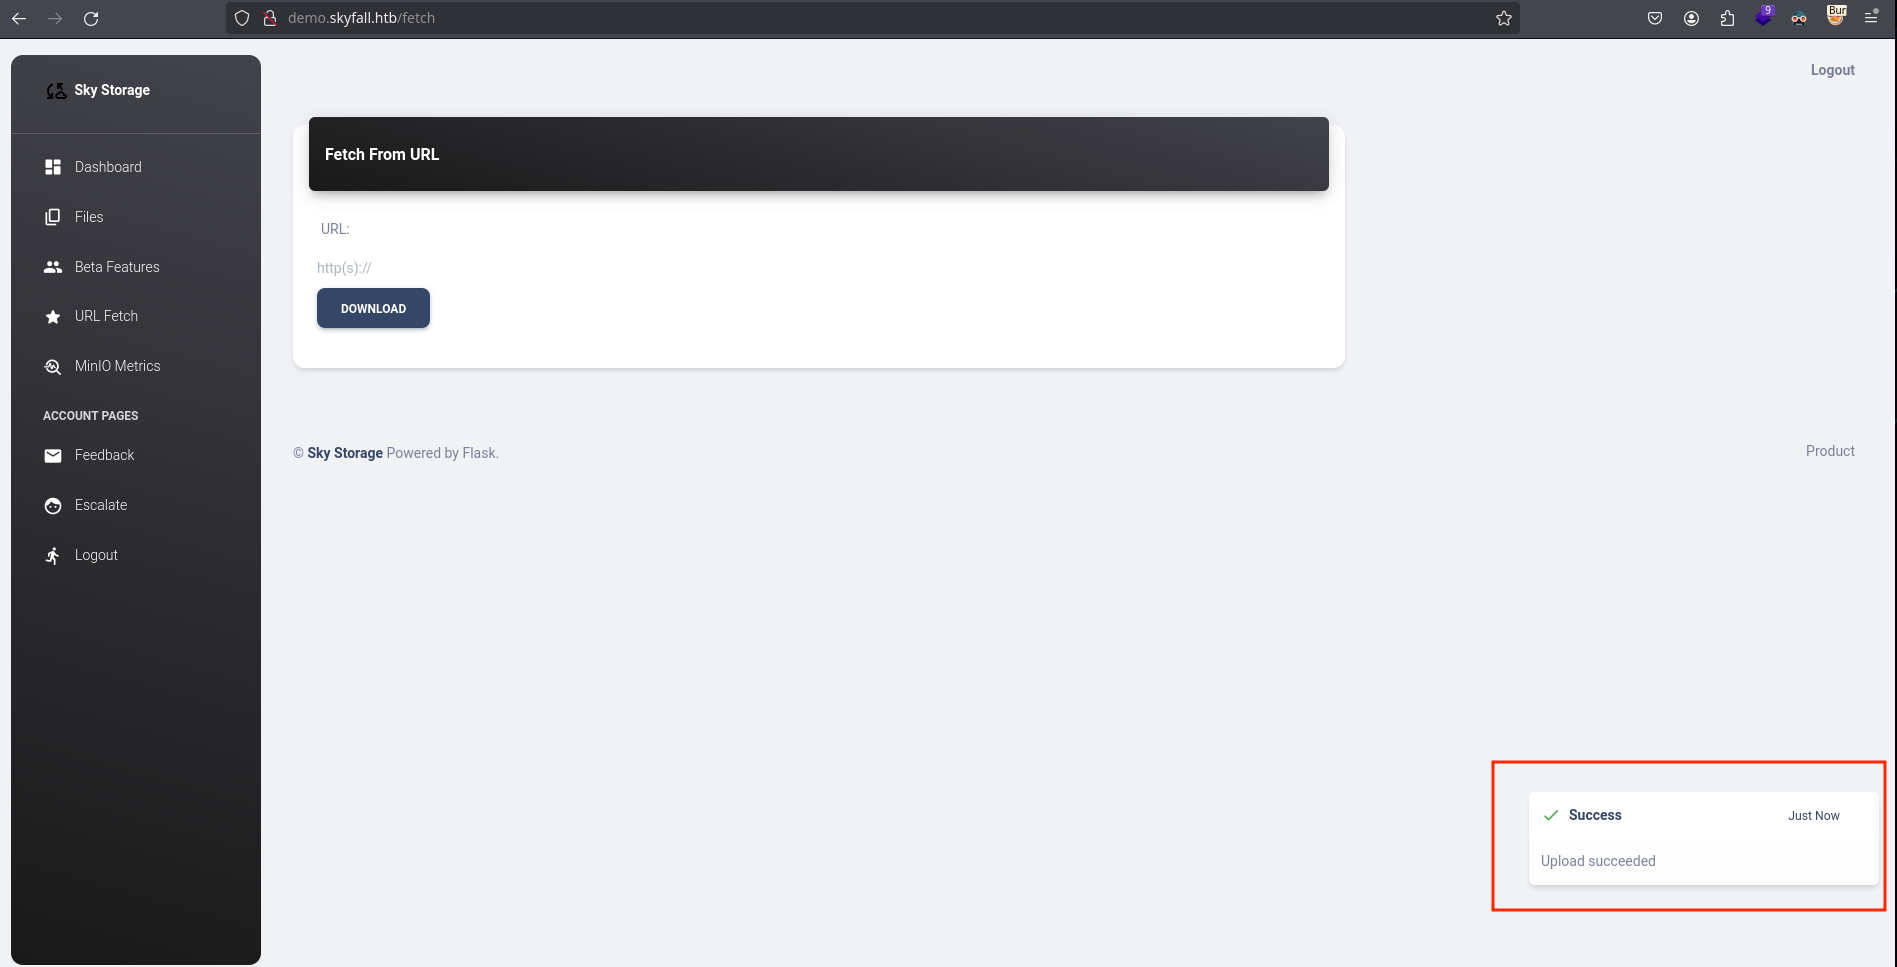 demo.skyfall.htb/fetch
9
Bur
Sky Storage
Dashboard
Files
Beta Features
URL Fetch
MinIO Metrics
ACCOUNT PAGES
Feedback
Escalate
Logout
Logout
Fetch From URL
URL:
http(s)://
DOWNLOAD
© Sky Storage Powered by Flask.
Product
Success
Just Now
Upload succeeded